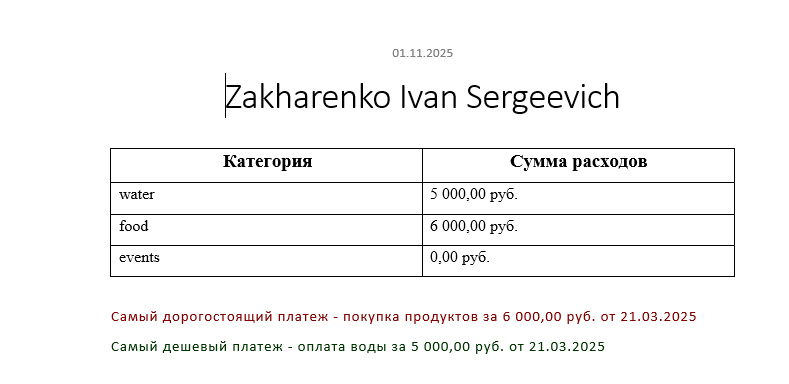 01.11.2025
Zakharenko Ivan Sergeevich
Категория Сумма расходов
water 5 000,00 руб.
food 6 000,00 руб.
events 0,00 руб.
Самый дорогостоящий платеж - покупка продуктов за 6 000,00 руб. от 21.03.2025
Самый дешевый платеж - оплата воды за 5 000,00 руб. от 21.03.2025